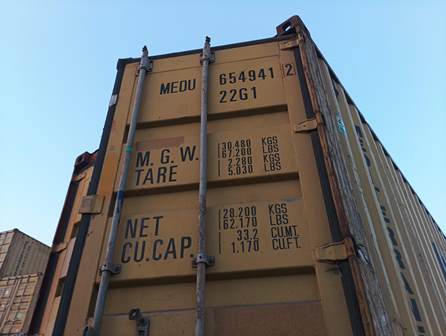 MEDU 654941 2
22G1
M.G.W. 30.480 KGS
67.200 LBS
TARE 2.280 KGS
5.030 LBS
NET 28.200 KGS
62.170 LBS
CU.CAP. 33.2 CU.MT.
1.170 CU.FT.